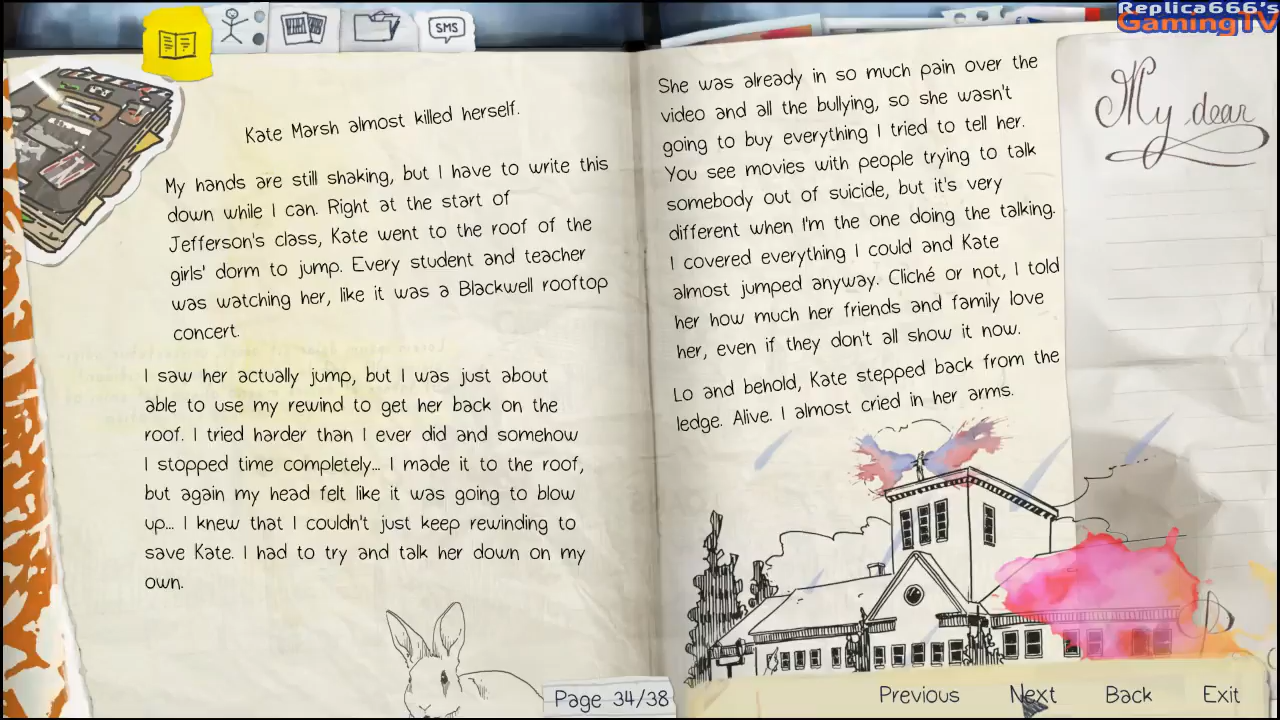 Replica666's
GamingTV
SMS
Kate Marsh almost killed herself.
My hands are still shaking, but I have to write this
down while I can. Right at the start of
Jefferson's class, Kate went to the roof of the
girls' dorm to jump. Every student and teacher
was watching her, like it was a Blackwell rooftop
concert.
I saw her actually jump, but I was just about
able to use my rewind to get her back on the
roof. I tried harder than I ever did and somehow
I stopped time completely... I made it to the roof,
but again my head felt like it was going to blow
up... I knew that I couldn't just keep rewinding to
save Kate. I had to try and talk her down on my
own.
She was already in so much pain over the
video and all the bullying, so she wasn't
going to buy everything I tried to tell her.
You see movies with people trying to talk
somebody out of suicide, but it's very
different when I'm the one doing the talking.
I covered everything I could and Kate
almost jumped anyway. Cliché or not, I told
her how much her friends and family love
her, even if they don't all show it now.
Lo and behold, Kate stepped back from the
ledge. Alive. I almost cried in her arms.
My dear
Page 34/38
Previous
Next
Back
Exit